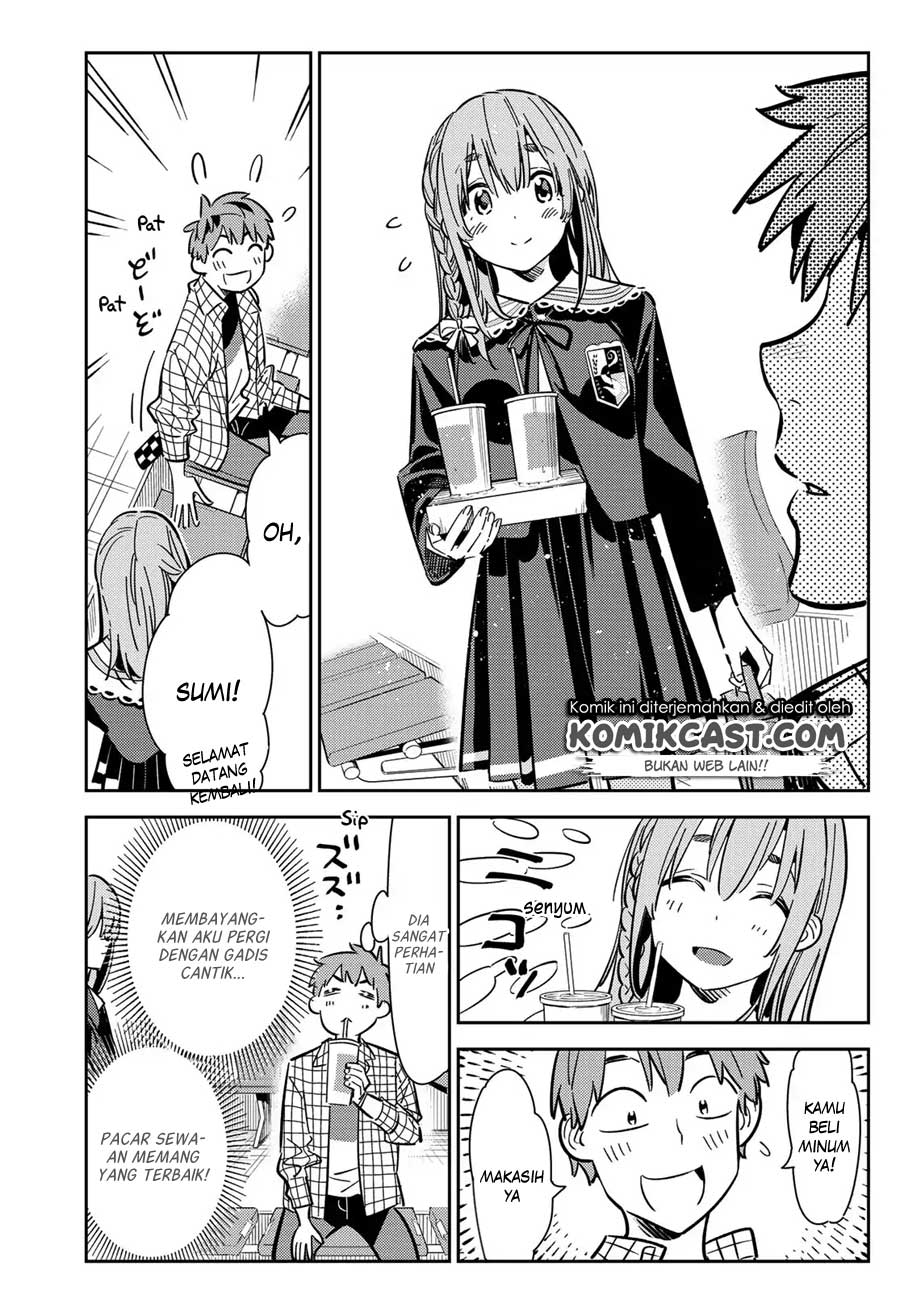 Komik ini diterjemahkan & diedit oleh
KOMIKCAST.COM
BUKAN WEB LAIN!!
Pat
Pat
どーぞ
OH,
SUMI!
SELAMAT
DATANG
KEMBALI!
senyum
ニコ
KAMU
BELI
MINUM
YA!
MAKASIH
YA
DIA
SANGAT
PERHA-
TIAN
Sip
ズズ
MEMBAYANG-
KAN AKU PERGI
DENGAN GADIS
CANTIK...
PACAR SEWA-
AN MEMANG
YANG TERBAIK!